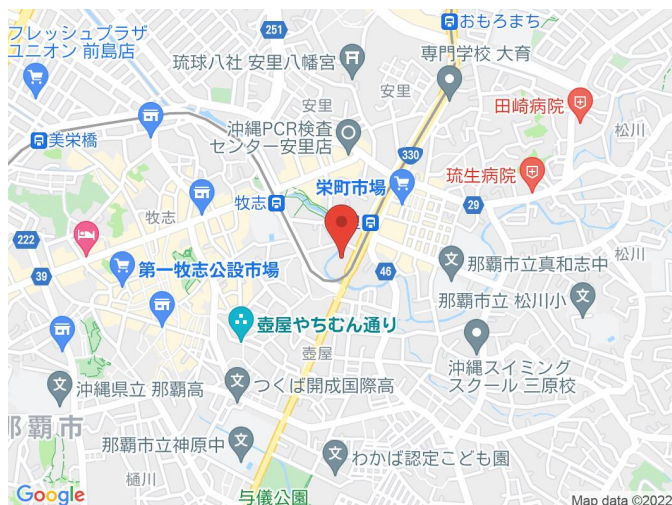 フレッシュプラザ
ユニオン 前島店
251
おもろまち
琉球八社 安里八幡宮
専門学校 大育
安里
安里
田崎病院
松川
美栄橋
沖縄PCR検査
センター安里店
330
琉生病院
栄町市場
29
牧志
牧志
里
222
松川
39
第一牧志公設市場
46
那覇市立真和志中
那覇市立 松川小
壺屋やちむん通り
壺屋
沖縄スイミング
スクール 三原校
沖縄県立 那覇高
つくば開成国際高
那覇市
那覇市立神原中
わかば認定こども園
樋川
与儀公園
Google
Map data ©2022